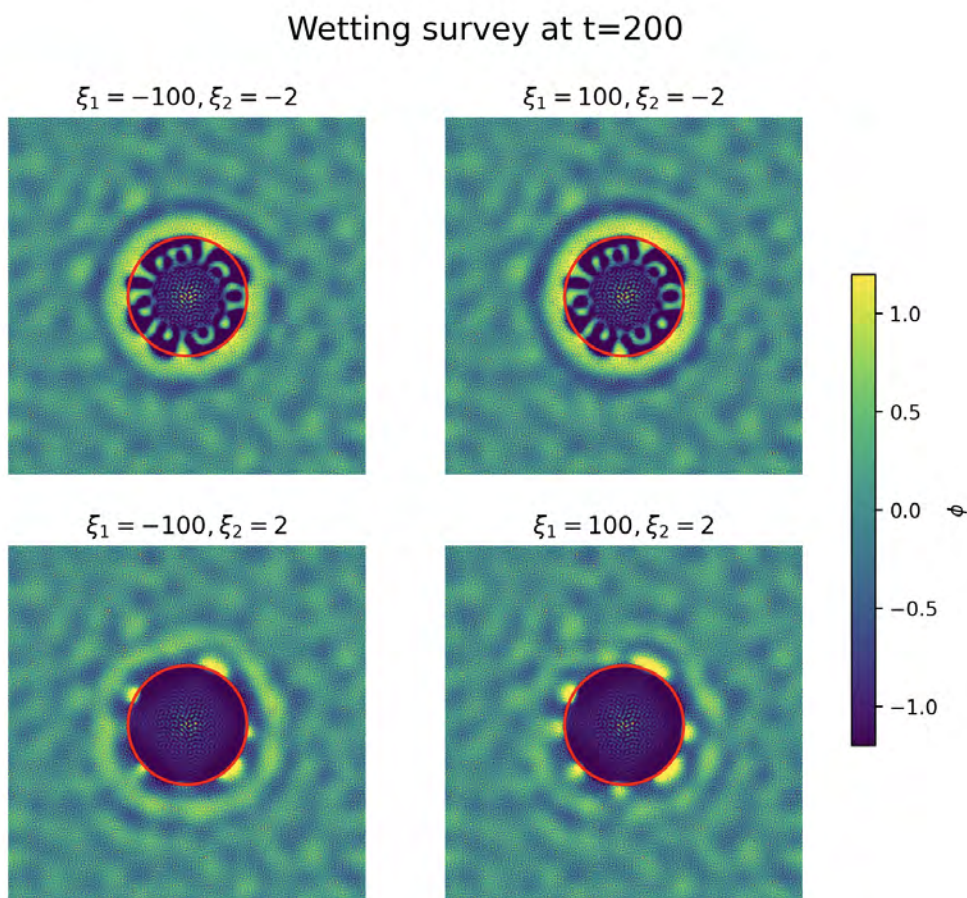 Wetting survey at t=200
ξ₁ = −100, ξ₂ = −2
ξ₁ = 100, ξ₂ = −2
ξ₁ = −100, ξ₂ = 2
ξ₁ = 100, ξ₂ = 2
1.0
0.5
0.0
−0.5
−1.0
ϕ